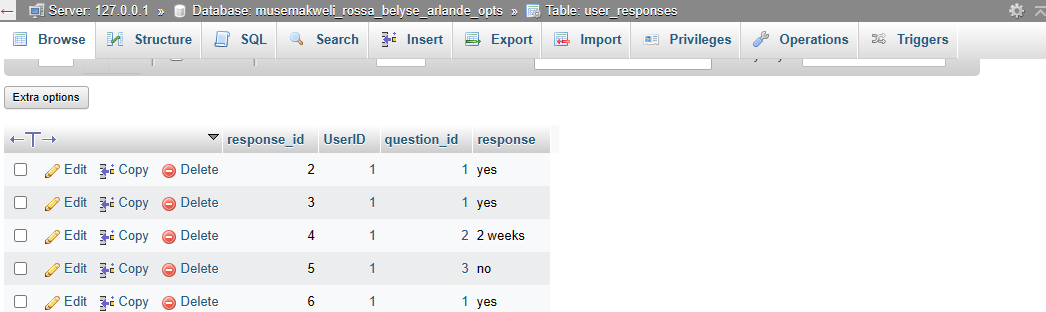 Server: 127.0.0.1 » Database: musemakweli_rossa_belyse_arlande_opts » Table: user_responses
Browse Structure SQL Search Insert Export Import Privileges Operations Triggers
Extra options
response_id UserID question_id response
Edit Copy Delete 2 1 1 yes
Edit Copy Delete 3 1 1 yes
Edit Copy Delete 4 1 2 2 weeks
Edit Copy Delete 5 1 3 no
Edit Copy Delete 6 1 1 yes